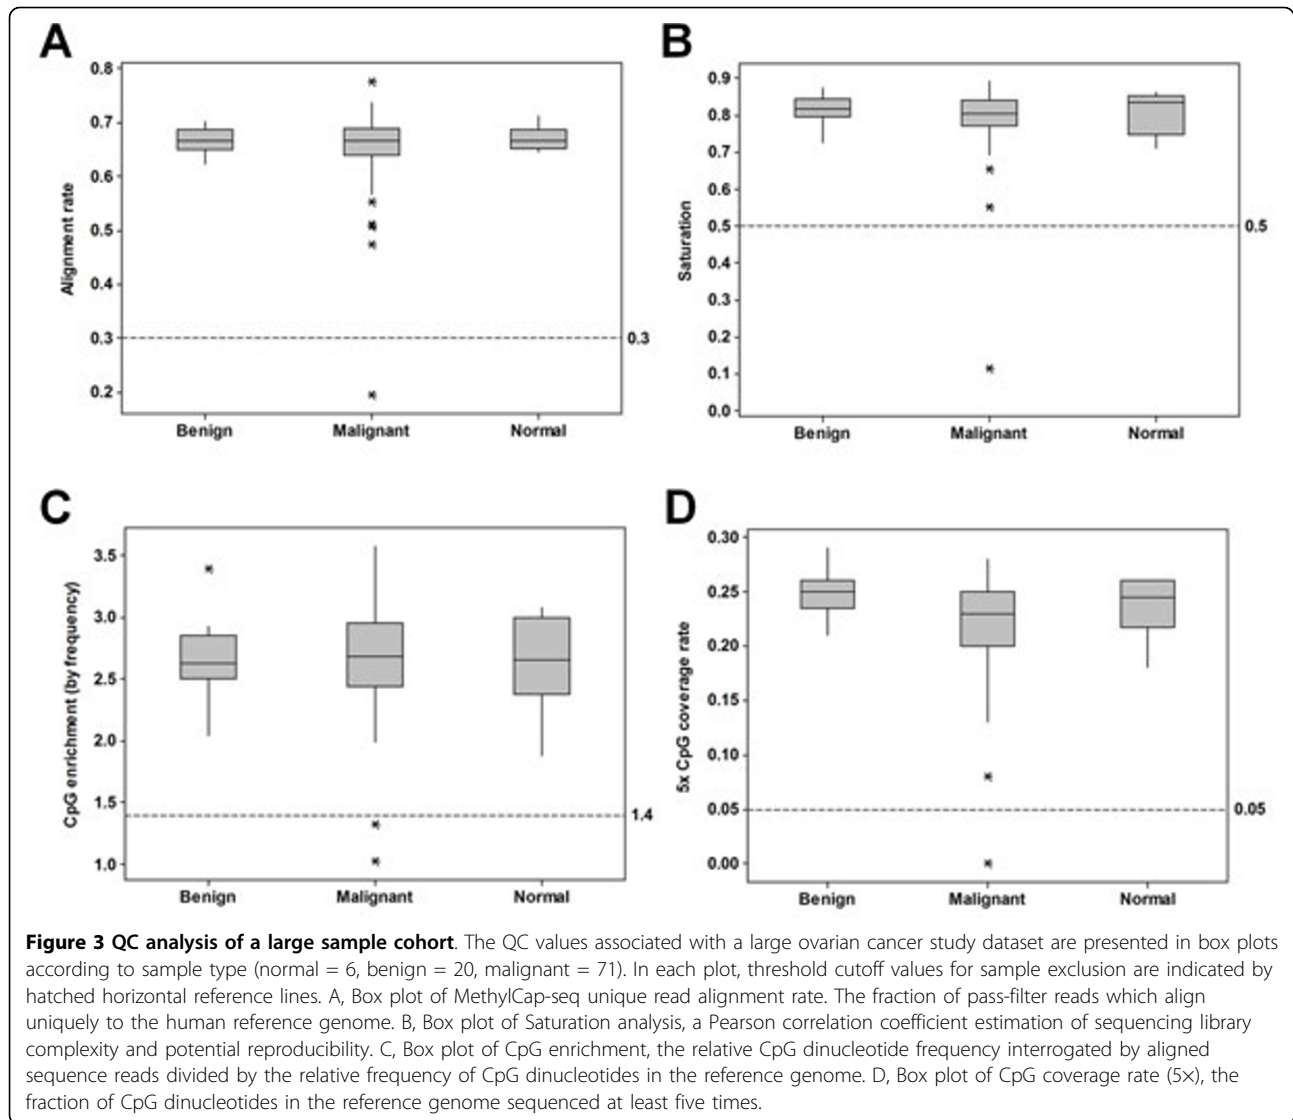 A
Alignment rate
0.8
0.7
0.6
0.5
0.4
0.3
0.2
0.3
Benign Malignant Normal
B
Saturation
0.9
0.8
0.7
0.6
0.5
0.4
0.3
0.2
0.1
0.0
0.5
Benign Malignant Normal
C
CpG enrichment (by frequency)
3.5
3.0
2.5
2.0
1.5
1.0
1.4
Benign Malignant Normal
D
5x CpG coverage rate
0.30
0.25
0.20
0.15
0.10
0.05
0.00
0.05
Benign Malignant Normal
Figure 3 QC analysis of a large sample cohort. The QC values associated with a large ovarian cancer study dataset are presented in box plots
according to sample type (normal = 6, benign = 20, malignant = 71). In each plot, threshold cutoff values for sample exclusion are indicated by
hatched horizontal reference lines. A, Box plot of MethylCap-seq unique read alignment rate. The fraction of pass-filter reads which align
uniquely to the human reference genome. B, Box plot of Saturation analysis, a Pearson correlation coefficient estimation of sequencing library
complexity and potential reproducibility. C, Box plot of CpG enrichment, the relative CpG dinucleotide frequency interrogated by aligned
sequence reads divided by the relative frequency of CpG dinucleotides in the reference genome. D, Box plot of CpG coverage rate (5×), the
fraction of CpG dinucleotides in the reference genome sequenced at least five times.